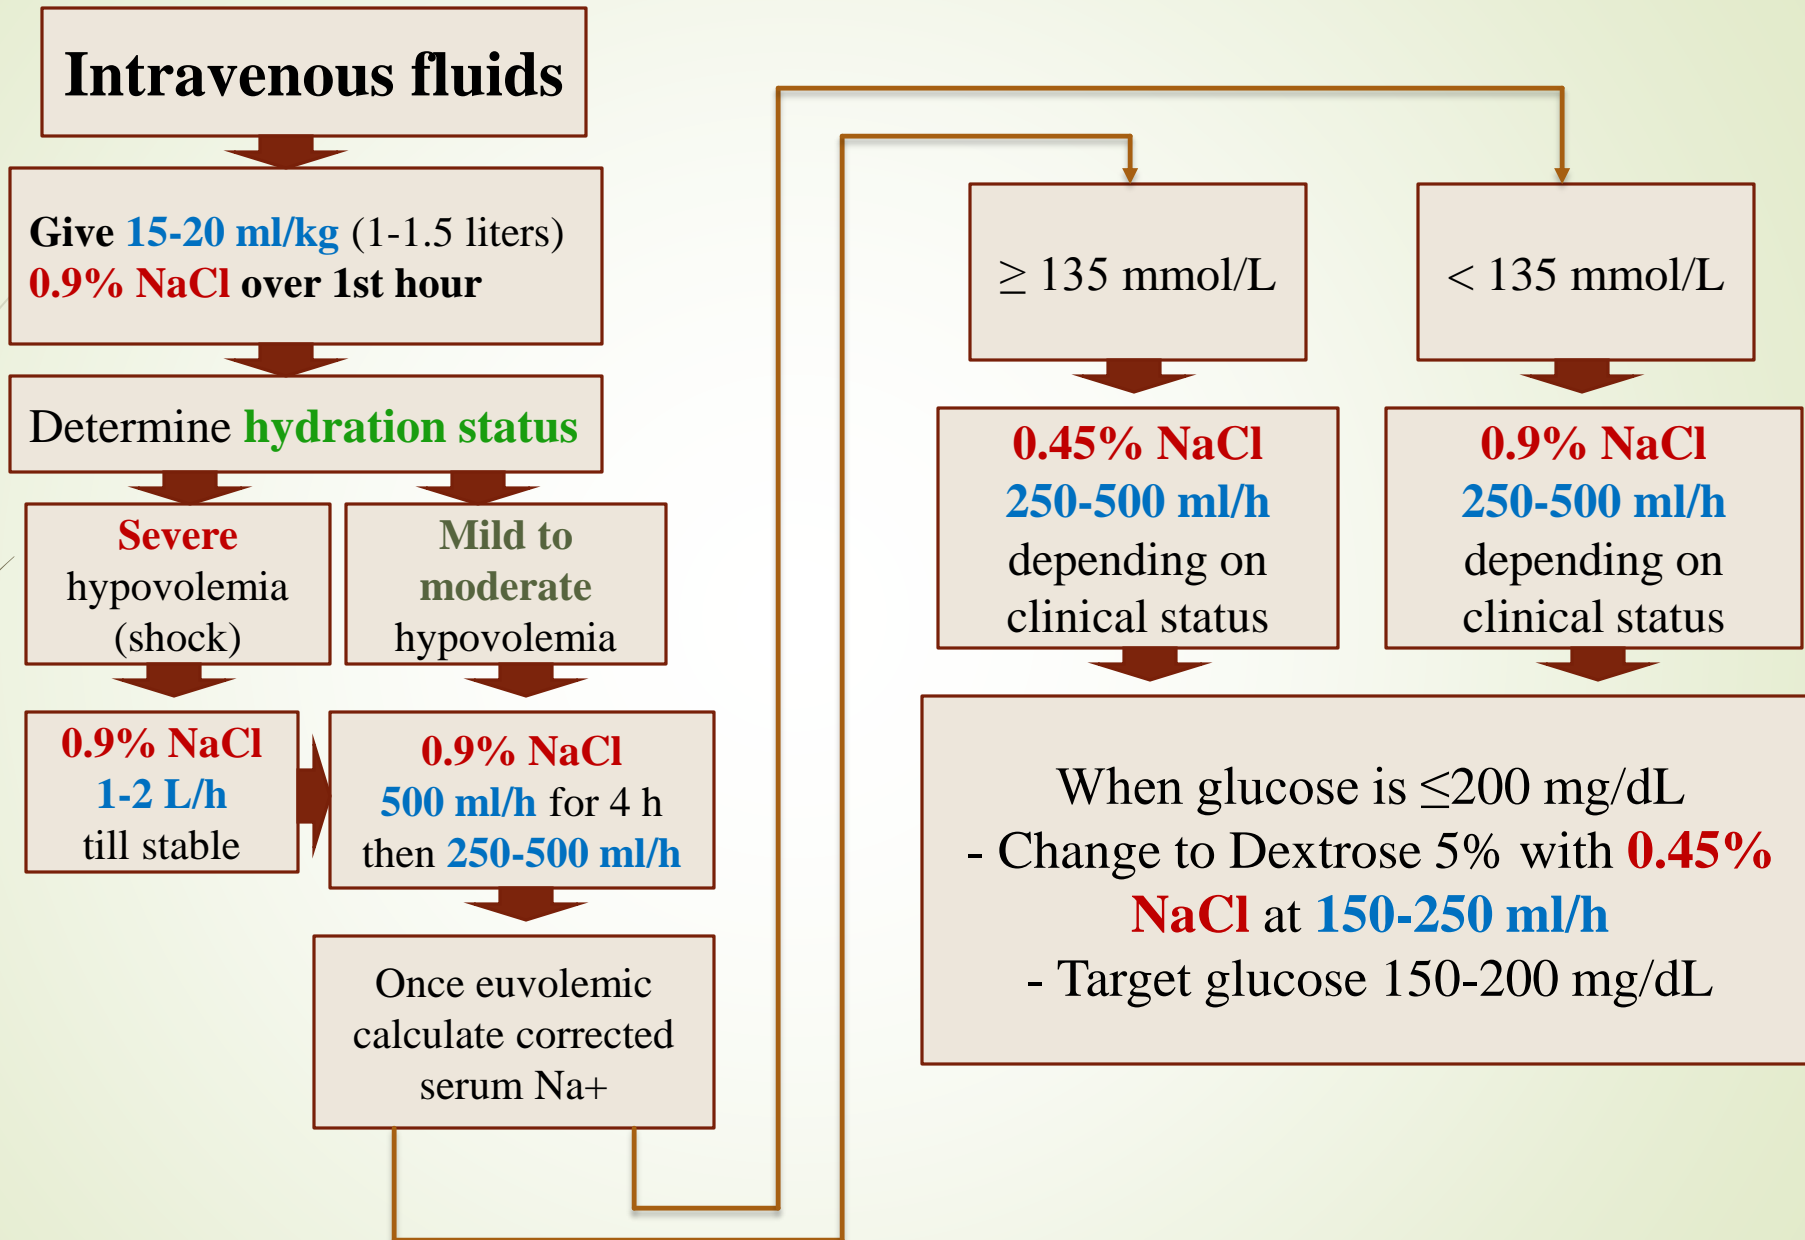 Intravenous fluids
Give 15-20 ml/kg (1-1.5 liters)
0.9% NaCl over 1st hour
Determine hydration status
Severe
hypovolemia
(shock)
Mild to
moderate
hypovolemia
0.9% NaCl
1-2 L/h
till stable
0.9% NaCl
500 ml/h for 4 h
then 250-500 ml/h
Once euvolemic
calculate corrected
serum Na+
≥ 135 mmol/L
< 135 mmol/L
0.45% NaCl
250-500 ml/h
depending on
clinical status
0.9% NaCl
250-500 ml/h
depending on
clinical status
When glucose is ≤200 mg/dL
- Change to Dextrose 5% with 0.45%
NaCl at 150-250 ml/h
- Target glucose 150-200 mg/dL